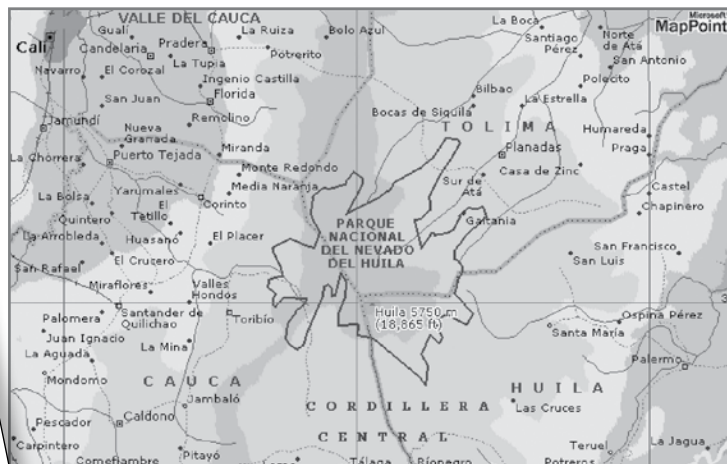 VALLE DEL CAUCA
Microsoft
MapPoint
Cali
Guali
La Ruiza
Bolo Azul
La Boca
Norte
de Atá
Candelaria
Pradera
Potrerito
Santiago
Pérez
San Antonio
Navarro
El Corozal
La Tupia
Ingenio Castilla
Polecito
San Juan
Florida
Bilbao
La Estrella
Jamundí
Nueva
Granada
Remolino
Bocas de Siquila
TOLIMA
Humareda
Praga
La Chorrera
Puerto Tejada
Miranda
Planadas
Casa de Zinc
Monte Redondo
Media Naranja
Sur de
Atá
Castel
Chapinero
La Bolsa
Yarumales
Corinto
El
Tetillo
Quintero
PARQUE
NACIONAL
DEL NEVADO
DEL HUILA
Gaitania
La Arrobleda
Huasano
El Placer
San Francisco
San Luis
San Rafael
El Crucero
Miraflores
Valles
Hondos
3
Palomera
Santander de
Quilichao
Toribío
Huila 5750 m
(18,865 ft)
Ospina Pérez
Santa Maria
Juan Ignacio
La Aguada
La Mina
Palermo
Mondomo
CAUCA
HUILA
Jambaló
CORDILLERA
CENTRAL
Las Cruces
Pescador
Caldono
Carpintero
Pitayó
Teruel
La Jagua
Tálaga
Ríonegro
Potreros